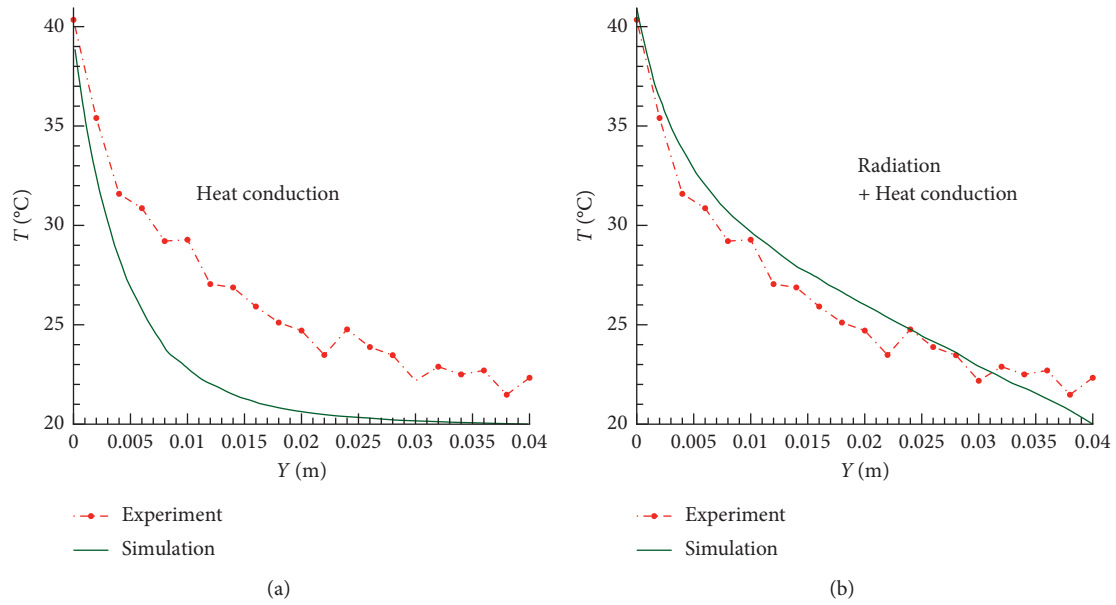 40
35
30
25
20
T (°C)
Heat conduction
0 0.005 0.01 0.015 0.02 0.025 0.03 0.035 0.04
Y (m)
Experiment
Simulation
(a)
40
35
30
25
20
T (°C)
Radiation
+ Heat conduction
0 0.005 0.01 0.015 0.02 0.025 0.03 0.035 0.04
Y (m)
Experiment
Simulation
(b)